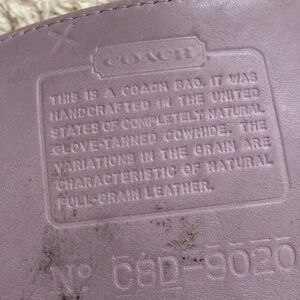 COACH
THIS IS A COACH BAG. IT WAS
HANDCRAFTED IN THE UNITED
STATES OF COMPLETELY NATURAL
GLOVE-TANNED COWHIDE. THE
VARIATIONS IN THE GRAIN ARE
CHARACTERISTIC OF NATURAL
FULL-GRAIN LEATHER.
Nº C8D-9020